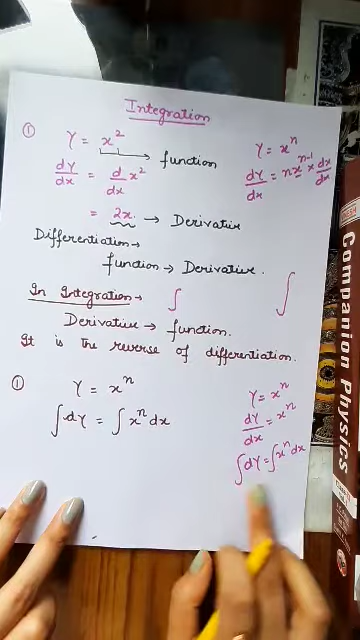 Integration
① Y = x² → function
dY/dx = d/dx x²
= 2x → Derivative
Y = xⁿ
dY/dx = nxⁿ⁻¹ × dx/dx
Differentiation →
function → Derivative.
In Integration → ∫ ∫
Derivative → function.
It is the reverse of differentiation.
① Y = xⁿ
∫dY = ∫xⁿ dx
Y = xⁿ
dY/dx = xⁿ
∫dY = ∫xⁿ dx
Companion Physics